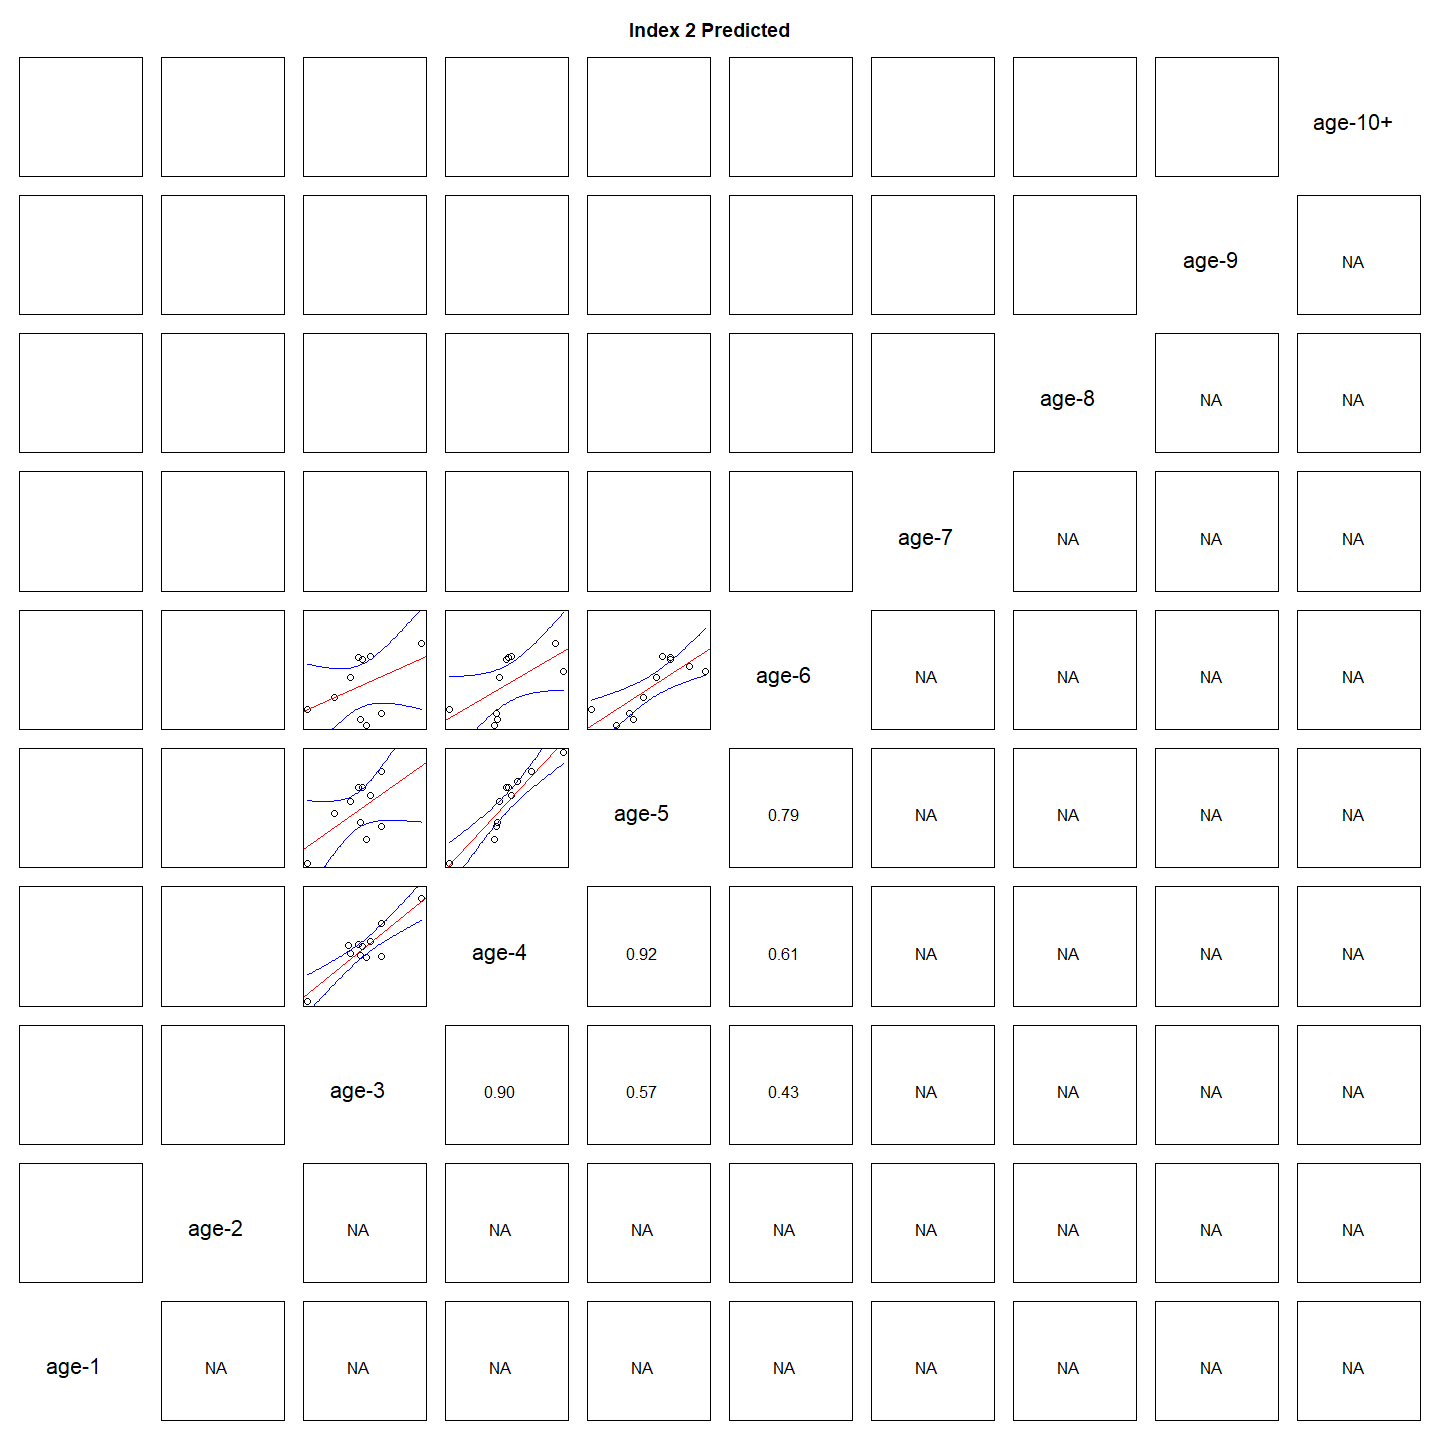 Index 2 Predicted
age-10+
age-9 NA
age-8 NA NA
age-7 NA NA NA
age-6 NA NA NA NA
age-5 0.79 NA NA NA NA
age-4 0.92 0.61 NA NA NA NA
age-3 0.90 0.57 0.43 NA NA NA NA
age-2 NA NA NA NA NA NA NA NA
age-1 NA NA NA NA NA NA NA NA NA